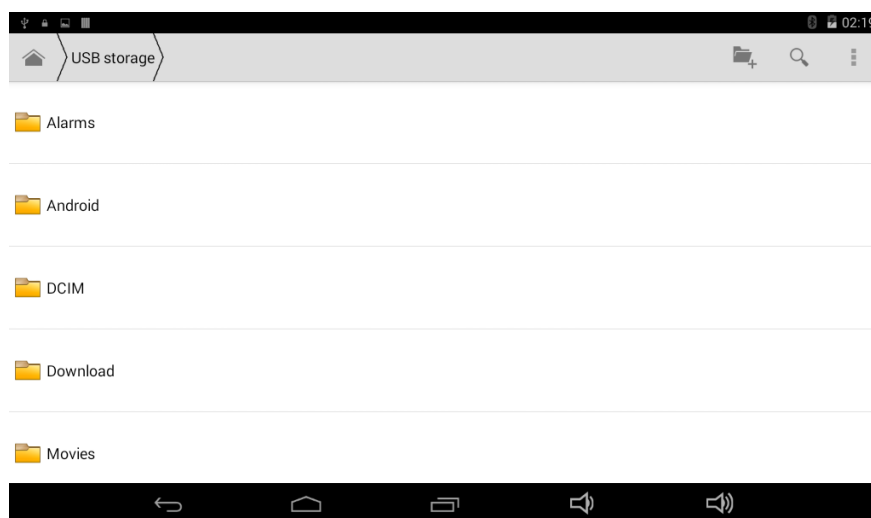 02:19
USB storage
Alarms
Android
DCIM
Download
Movies